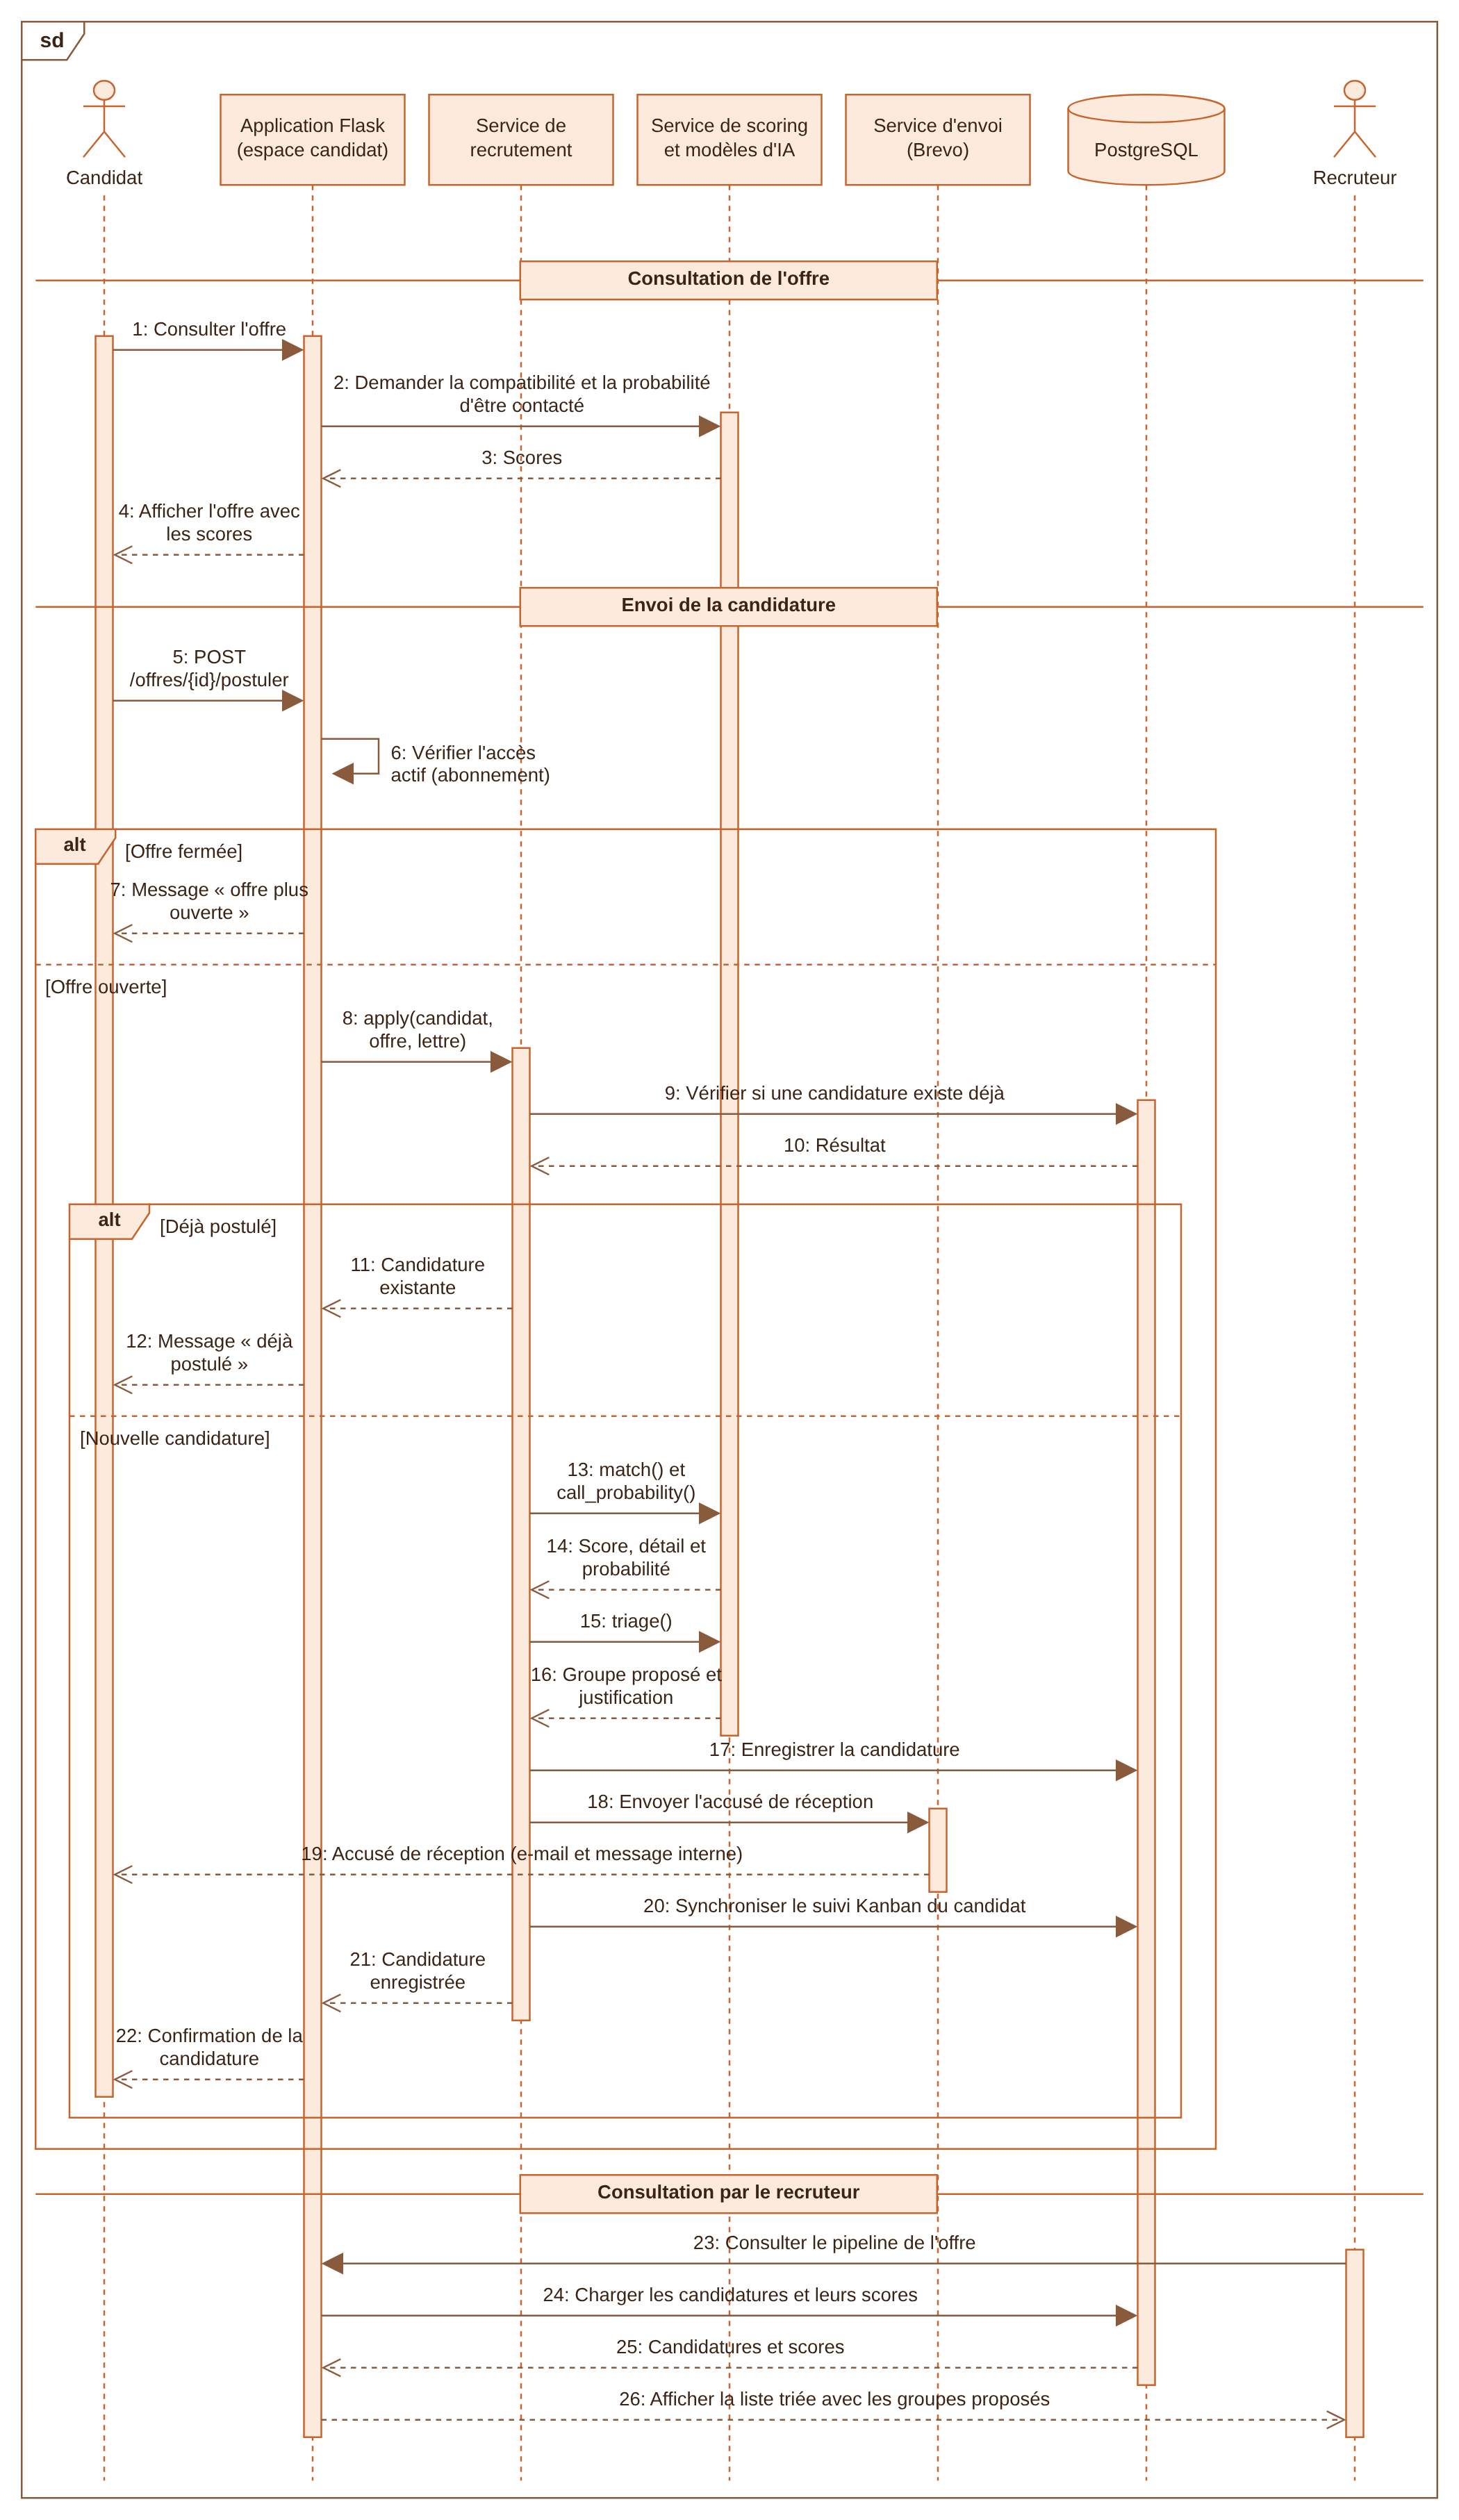 sd
Candidat
Application Flask
(espace candidat)
Service de
recrutement
Service de scoring
et modèles d'IA
Service d'envoi
(Brevo)
PostgreSQL
Recruteur
Consultation de l'offre
1: Consulter l'offre
2: Demander la compatibilité et la probabilité
d'être contacté
3: Scores
4: Afficher l'offre avec
les scores
Envoi de la candidature
5: POST
/offres/{id}/postuler
6: Vérifier l'accès
actif (abonnement)
alt
[Offre fermée]
7: Message « offre plus
ouverte »
[Offre ouverte]
8: apply(candidat,
offre, lettre)
9: Vérifier si une candidature existe déjà
10: Résultat
alt
[Déjà postulé]
11: Candidature
existante
12: Message « déjà
postulé »
[Nouvelle candidature]
13: match() et
call_probability()
14: Score, détail et
probabilité
15: triage()
16: Groupe proposé et
justification
17: Enregistrer la candidature
18: Envoyer l'accusé de réception
19: Accusé de réception (e-mail et message interne)
20: Synchroniser le suivi Kanban du candidat
21: Candidature
enregistrée
22: Confirmation de la
candidature
Consultation par le recruteur
23: Consulter le pipeline de l'offre
24: Charger les candidatures et leurs scores
25: Candidatures et scores
26: Afficher la liste triée avec les groupes proposés